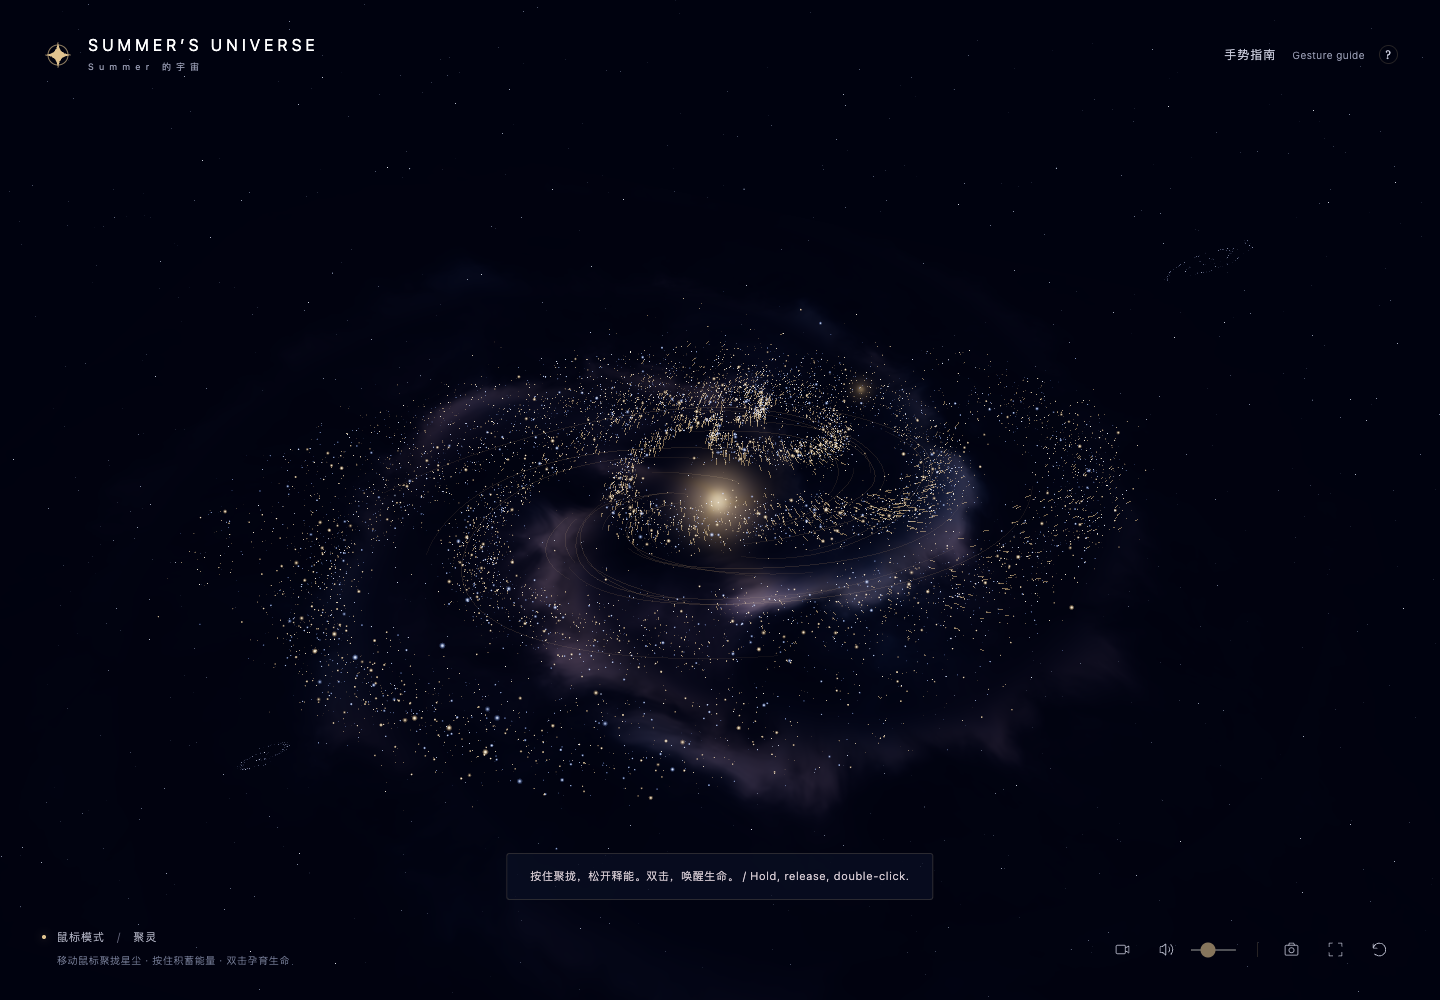 SUMMER'S UNIVERSE
Summer 的宇宙
手势指南 Gesture guide ?
按住聚拢，松开释能。双击，唤醒生命。 / Hold, release, double-click.
鼠标模式 / 聚灵
移动鼠标聚拢星尘 · 按住积蓄能量 · 双击孕育生命